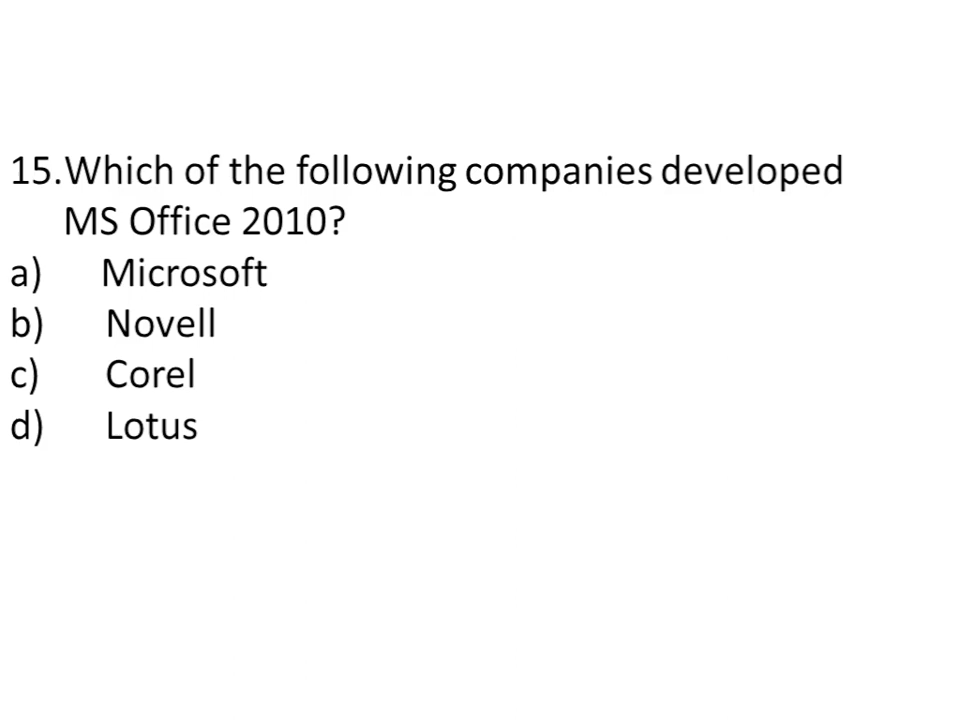 15.Which of the following companies developed
MS Office 2010?
a) Microsoft
b) Novell
c) Corel
d) Lotus